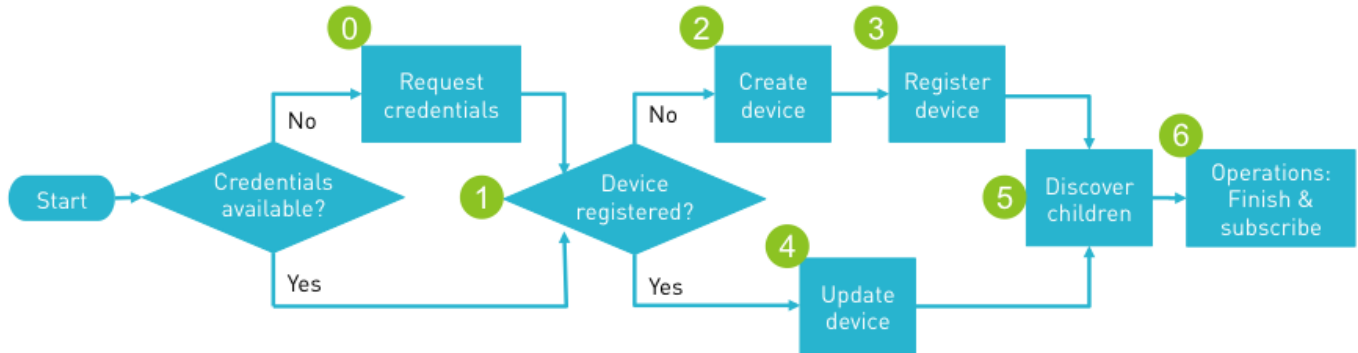 0
Request
credentials
No
Start
Credentials
available?
Yes
1
Device
registered?
No
2
Create
device
3
Register
device
Yes
4
Update
device
5
Discover
children
6
Operations:
Finish &
subscribe